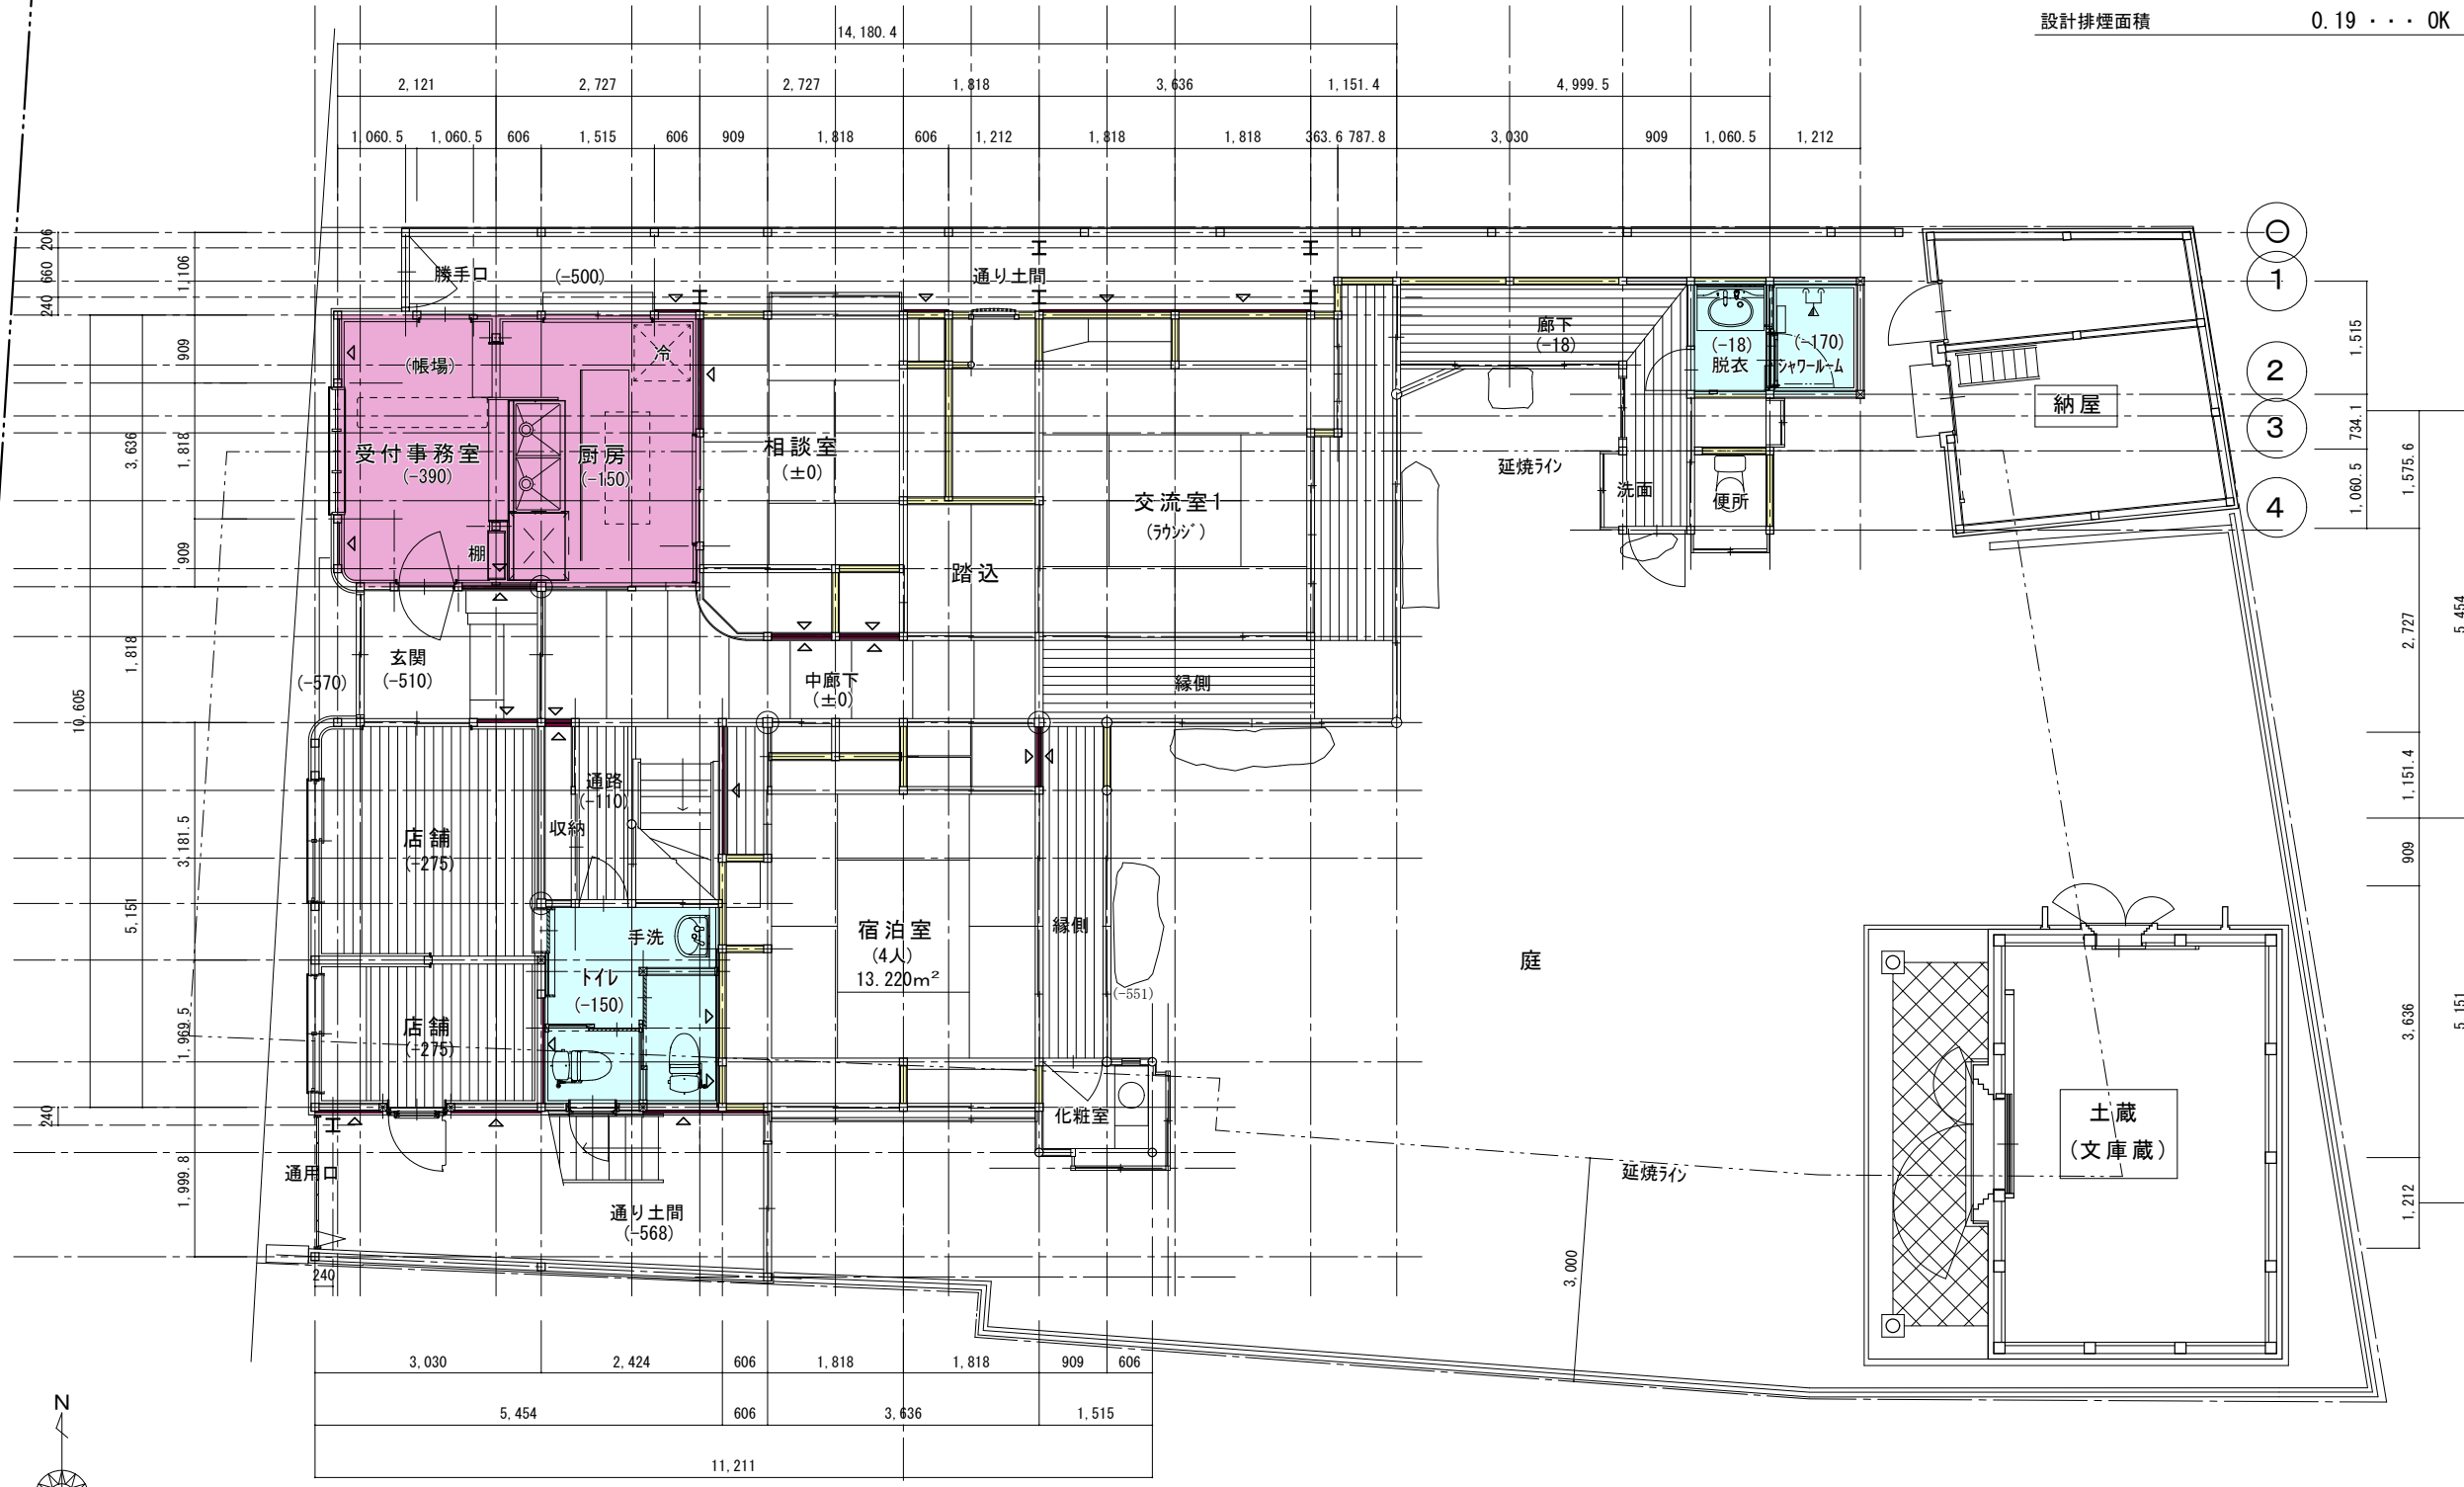 設計排煙面積 0.19 ・・・ OK
14,180.4
2,121 2,727 2,727 1,818 3,636 1,151.4 4,999.5
1,060.5 1,060.5 606 1,515 606 909 1,818 606 1,212 1,818 1,818 363.6 787.8 3,030 909 1,060.5 1,212
206
660
240
1,106
909
3,636
1,818
909
1,818
10,605
3,181.5
5,151
1,969.5
240
1,999.8
勝手口
(-500)
通り土間
(帳場)
冷
受付事務室
(-390)
厨房
(-150)
棚
相談室
(±0)
交流室1
(ラウンジ)
踏込
廊下
(-18)
(-18)
脱衣
(-170)
シャワールーム
延焼ライン
洗面
便所
納屋
1
2
3
4
1,515
734.1
1,060.5
1,575.6
5,454
2,727
1,151.4
909
3,636
5,151
1,212
玄関
(-510)
(-570)
中廊下
(±0)
縁側
通路
(-110)
収納
店舗
(-275)
手洗
トイレ
(-150)
店舗
(-275)
宿泊室
(4人)
13.220m²
縁側
(-551)
庭
化粧室
土蔵
(文庫蔵)
通用口
通り土間
(-568)
延焼ライン
3,000
240
3,030 2,424 606 1,818 1,818 909 606
5,454 606 3,636 1,515
11,211
N